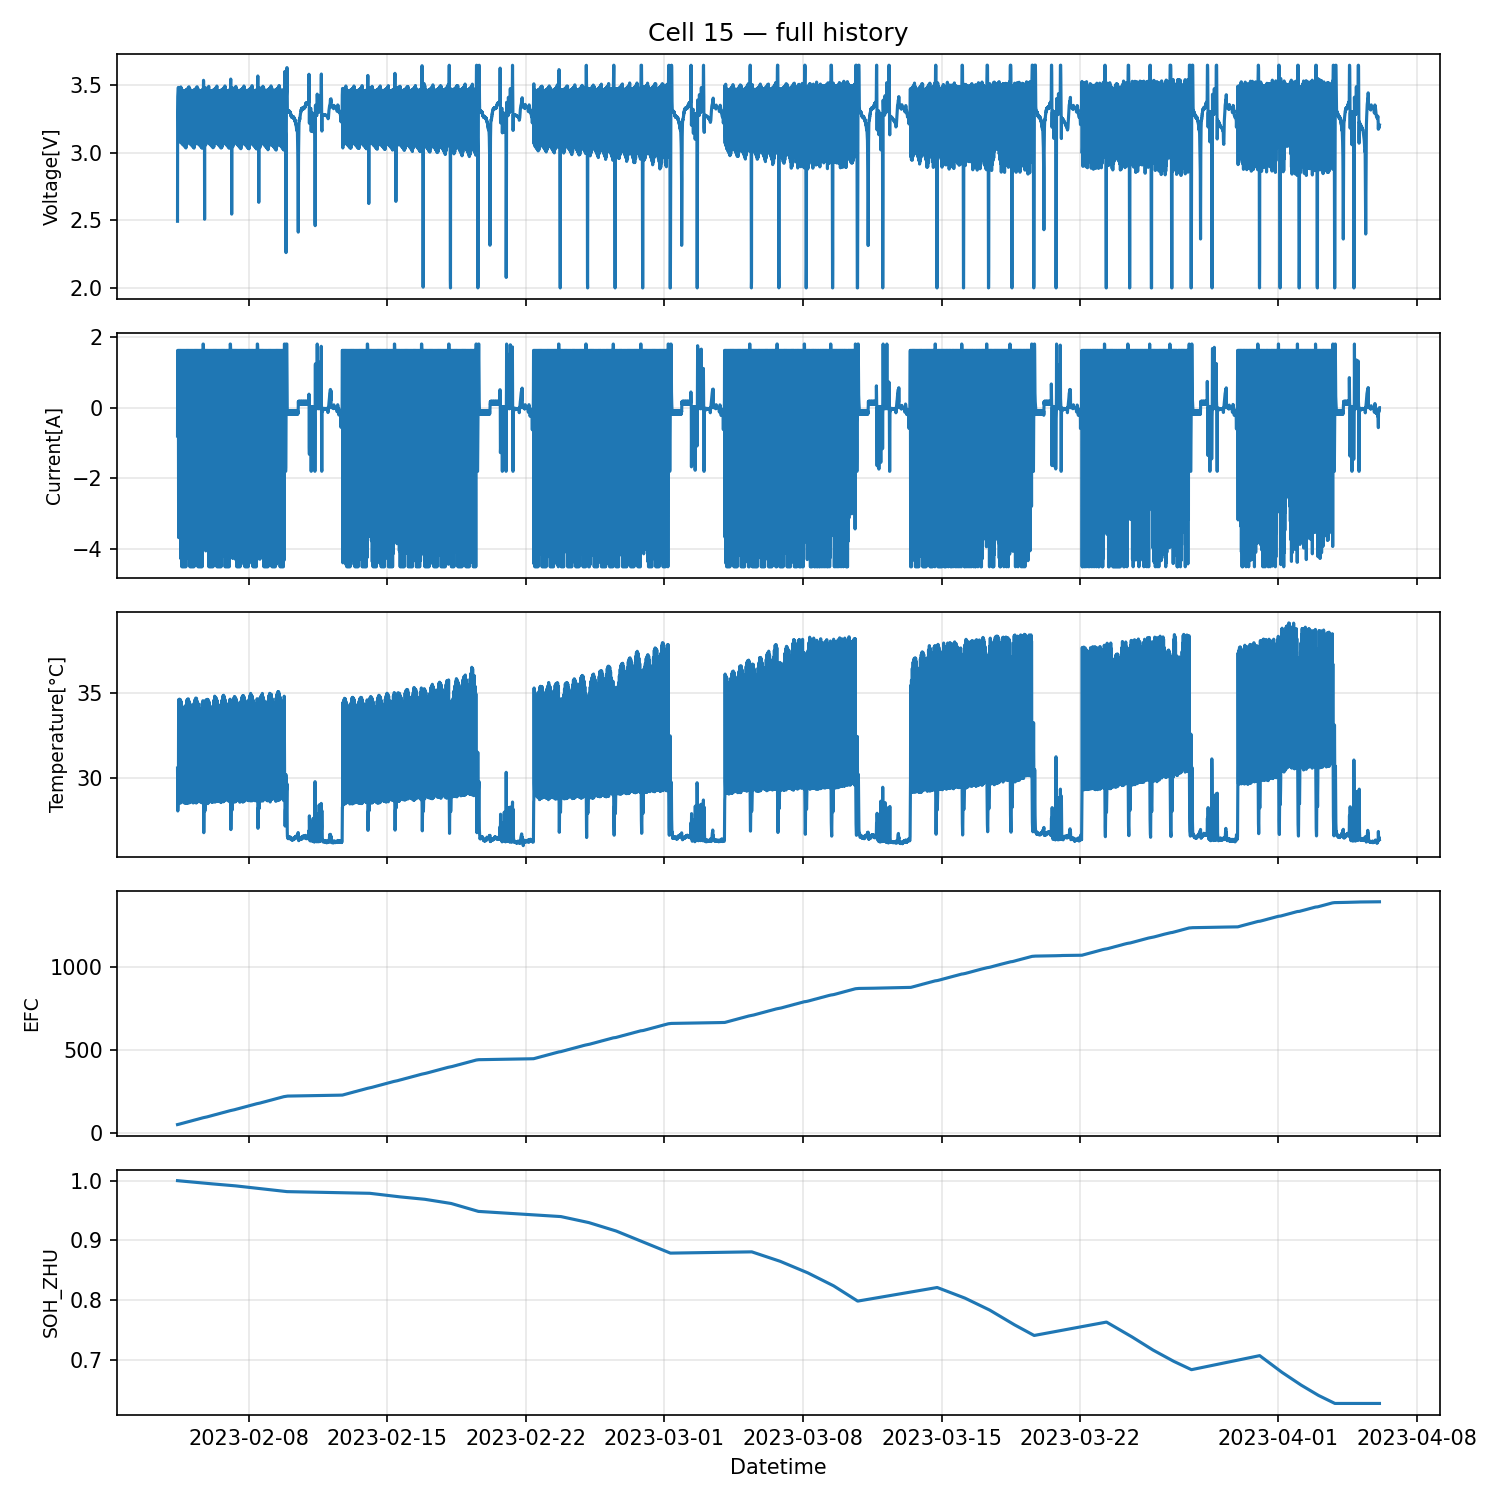 Cell 15 — full history
Voltage[V]
3.5
3.0
2.5
2.0
Current[A]
2
0
−2
−4
Temperature[°C]
35
30
EFC
1000
500
0
SOH_ZHU
1.0
0.9
0.8
0.7
2023-02-08 2023-02-15 2023-02-22 2023-03-01 2023-03-08 2023-03-15 2023-03-22 2023-04-01 2023-04-08
Datetime